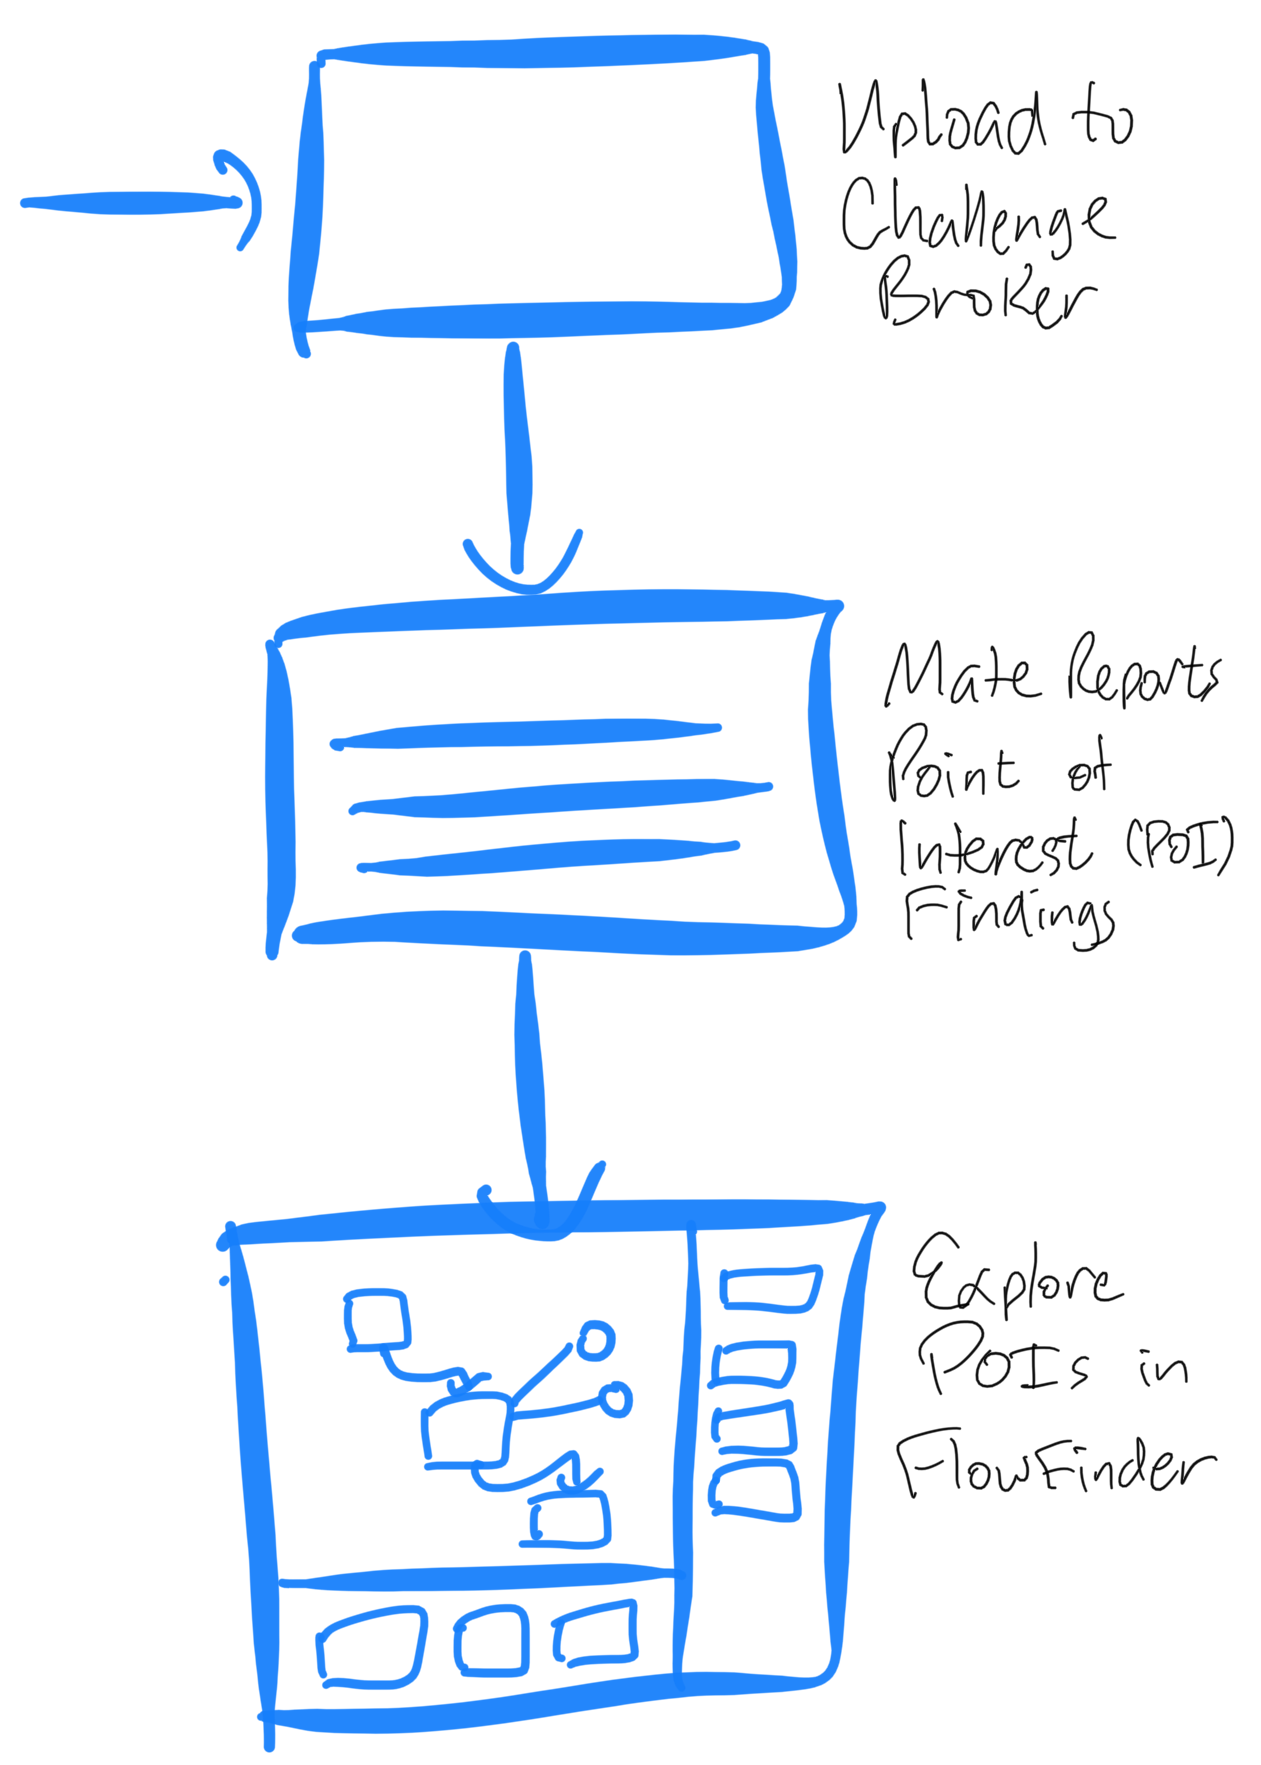 Upload to
Challenge
Broker
Mate Reports
Point of
Interest (POI)
Findings
Explore
POIs in
FlowFinder